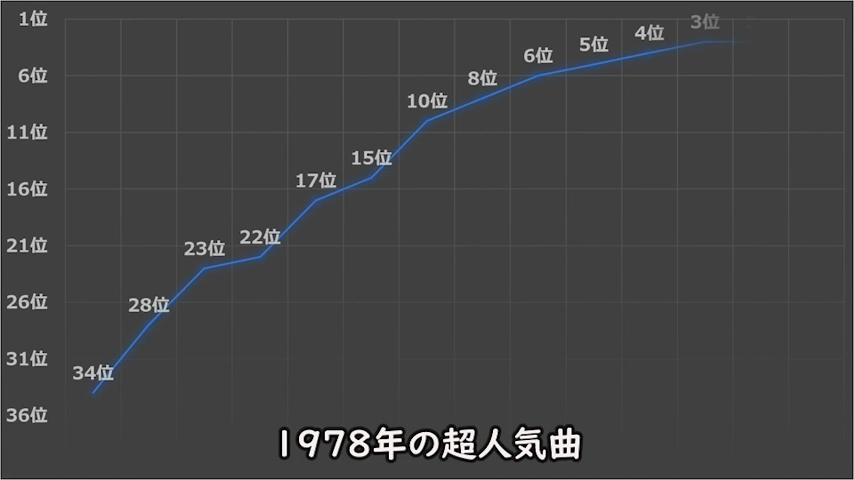 1位
6位
11位
16位
21位
26位
31位
36位
34位
28位
23位
22位
17位
15位
10位
8位
6位
5位
4位
3位
1978年の超人気曲